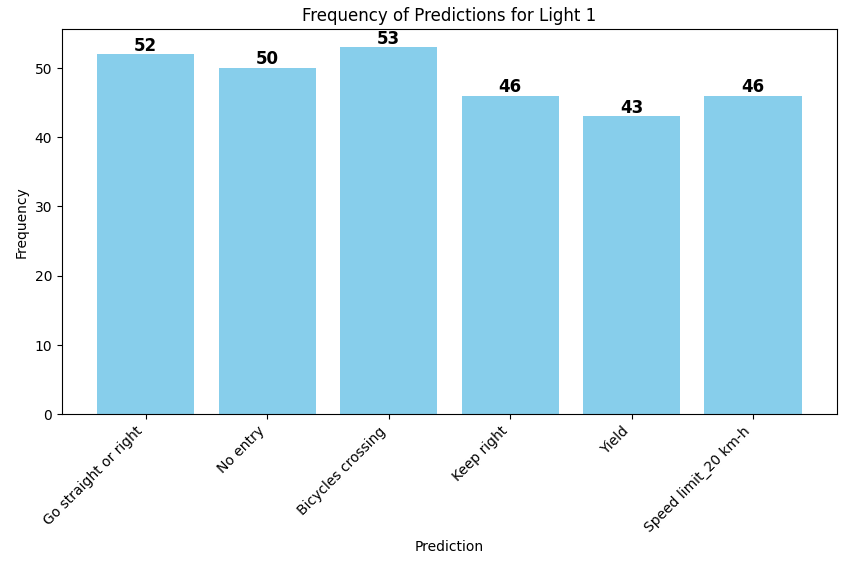 Frequency of Predictions for Light 1
52
50
53
46
43
46
Frequency
50
40
30
20
10
0
Go straight or right
No entry
Bicycles crossing
Keep right
Yield
Speed limit_20 km-h
Prediction